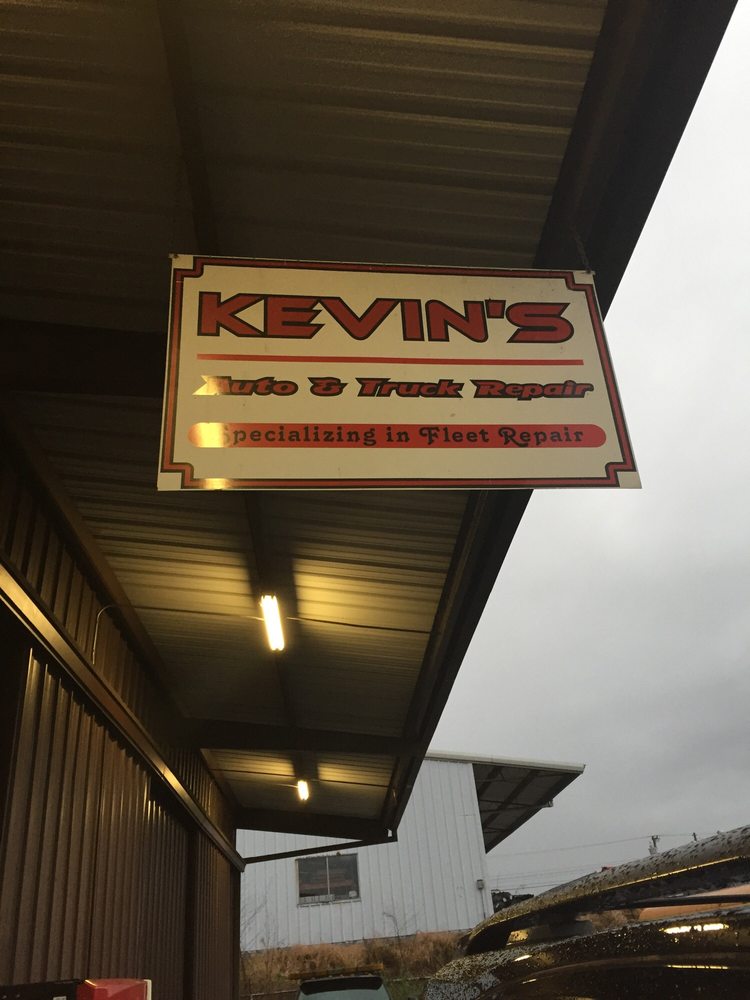 KEVIN'S
Auto & Truck Repair
Specializing in Fleet Repair